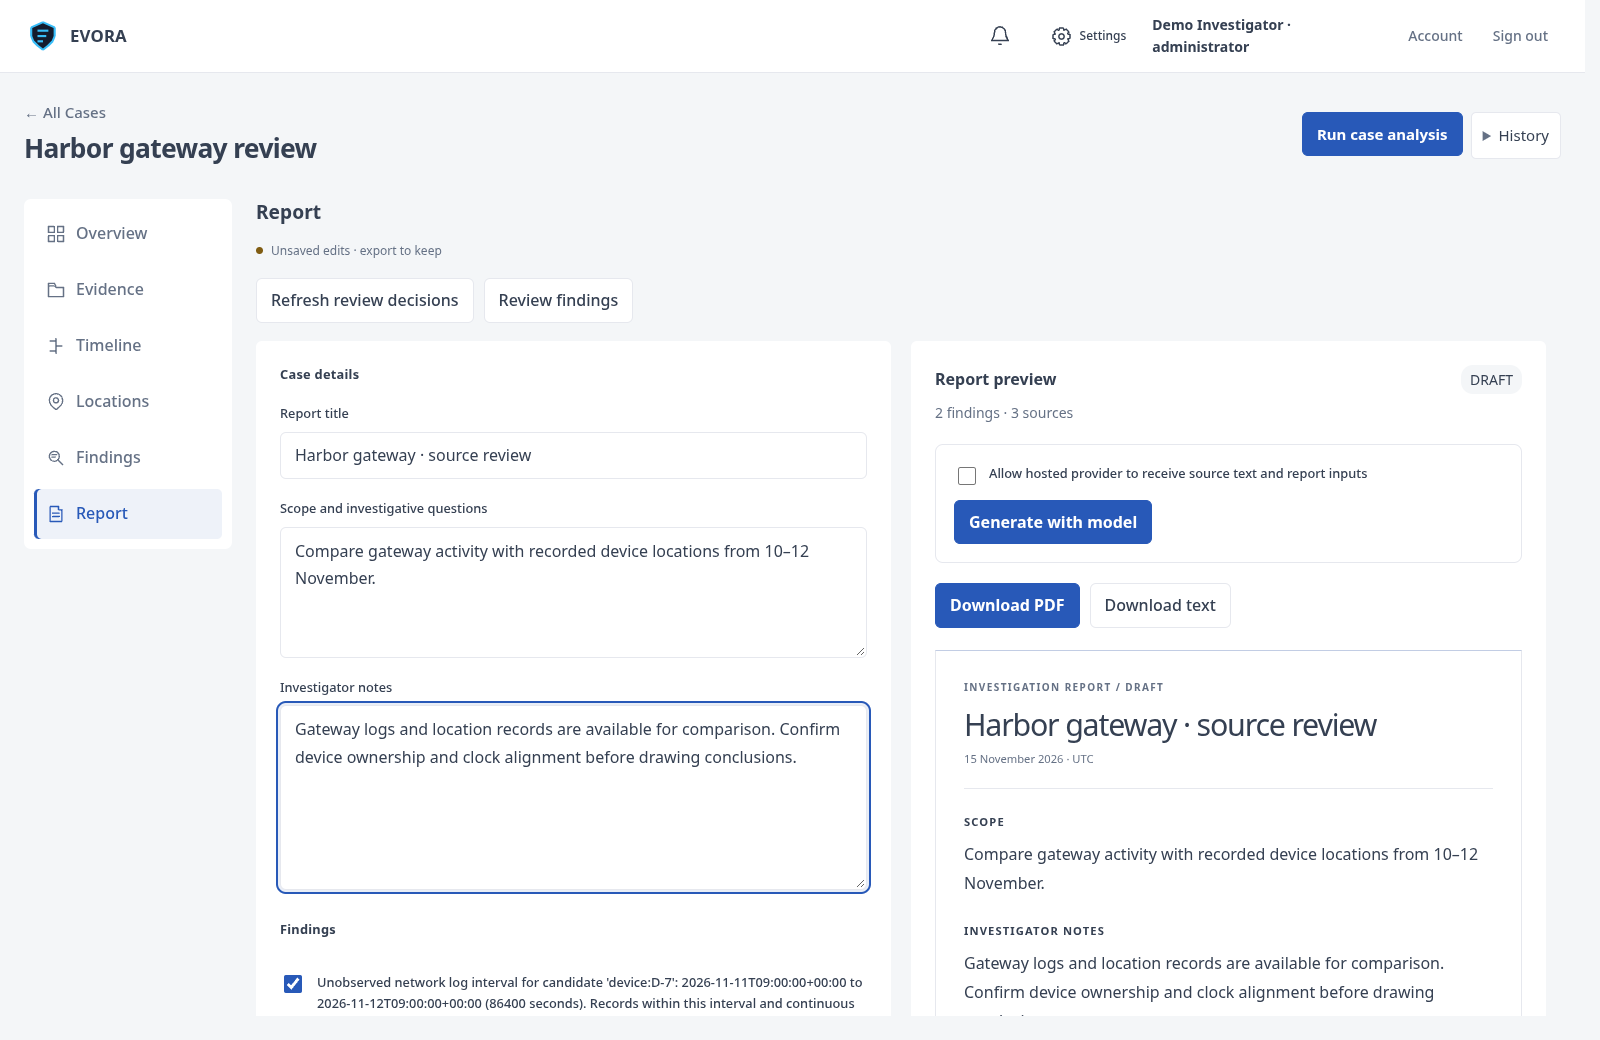 EVORA
Settings
Demo Investigator ·
administrator
Account
Sign out
← All Cases
Harbor gateway review
Run case analysis
▶ History
Overview
Evidence
Timeline
Locations
Findings
Report
Report
Unsaved edits · export to keep
Refresh review decisions
Review findings
Case details
Report title
Harbor gateway · source review
Scope and investigative questions
Compare gateway activity with recorded device locations from 10–12
November.
Investigator notes
Gateway logs and location records are available for comparison. Confirm
device ownership and clock alignment before drawing conclusions.
Findings
Unobserved network log interval for candidate 'device:D-7': 2026-11-11T09:00:00+00:00 to
2026-11-12T09:00:00+00:00 (86400 seconds). Records within this interval and continuous
Report preview
DRAFT
2 findings · 3 sources
Allow hosted provider to receive source text and report inputs
Generate with model
Download PDF
Download text
INVESTIGATION REPORT / DRAFT
Harbor gateway · source review
15 November 2026 · UTC
SCOPE
Compare gateway activity with recorded device locations from 10–12
November.
INVESTIGATOR NOTES
Gateway logs and location records are available for comparison.
Confirm device ownership and clock alignment before drawing